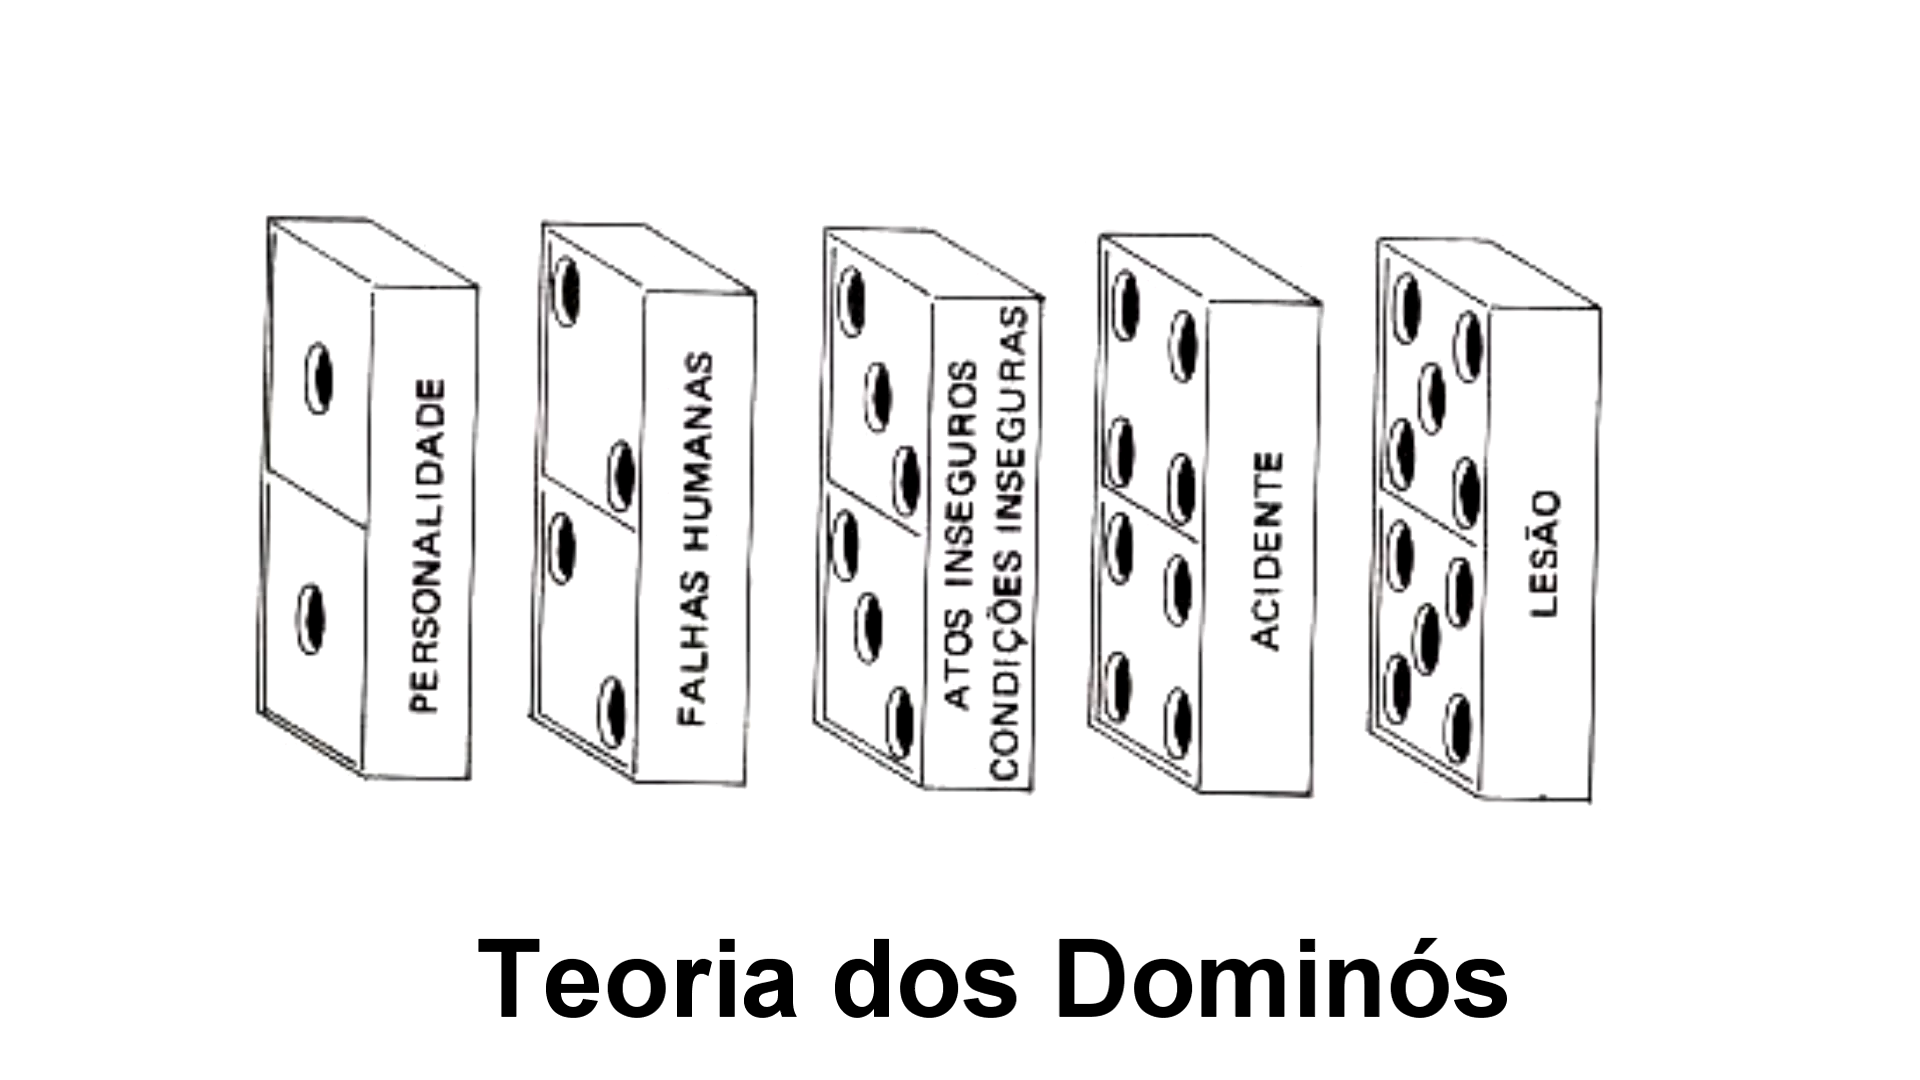 PERSONALIDADE
FALHAS HUMANAS
ATOS INSEGUROS
CONDIÇÕES INSEGURAS
ACIDENTE
LESÃO
Teoria dos Dominós